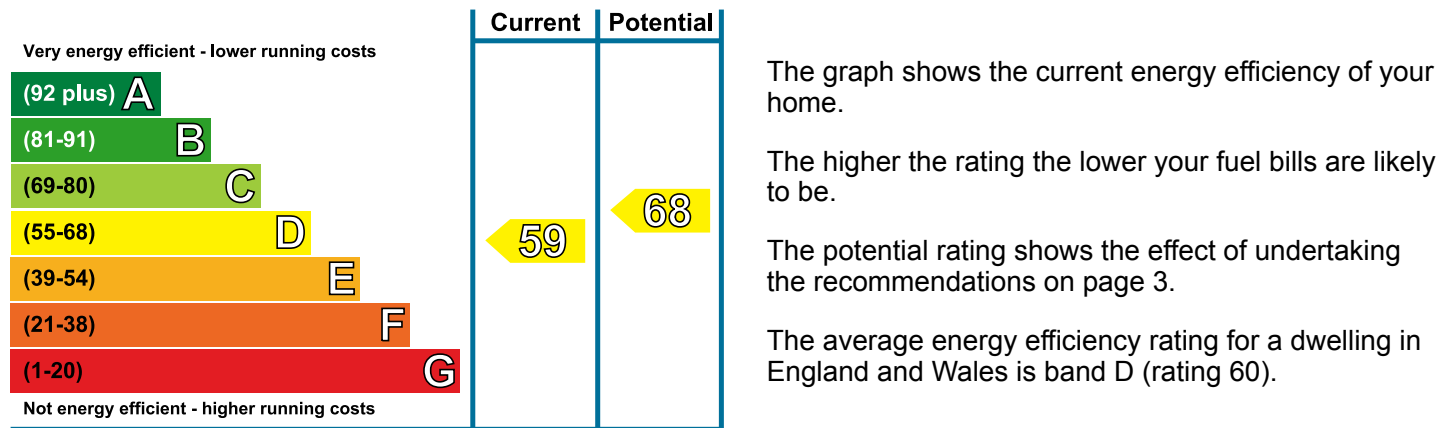 Current Potential
Very energy efficient - lower running costs
(92 plus) A
(81-91) B
(69-80) C
(55-68) D
(39-54) E
(21-38) F
(1-20) G
Not energy efficient - higher running costs
59
68
The graph shows the current energy efficiency of your
home.
The higher the rating the lower your fuel bills are likely
to be.
The potential rating shows the effect of undertaking
the recommendations on page 3.
The average energy efficiency rating for a dwelling in
England and Wales is band D (rating 60).